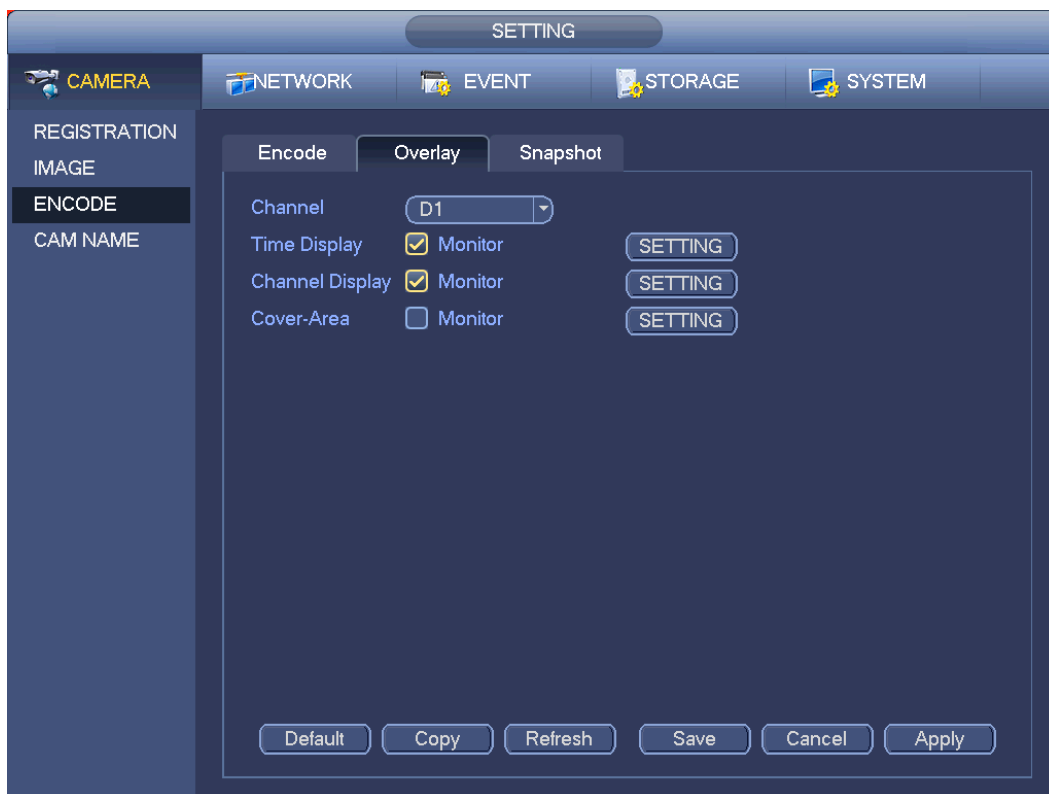 SETTING
CAMERA NETWORK EVENT STORAGE SYSTEM
REGISTRATION
IMAGE
ENCODE
CAM NAME
Encode Overlay Snapshot
Channel D1
Time Display Monitor SETTING
Channel Display Monitor SETTING
Cover-Area Monitor SETTING
Default Copy Refresh Save Cancel Apply